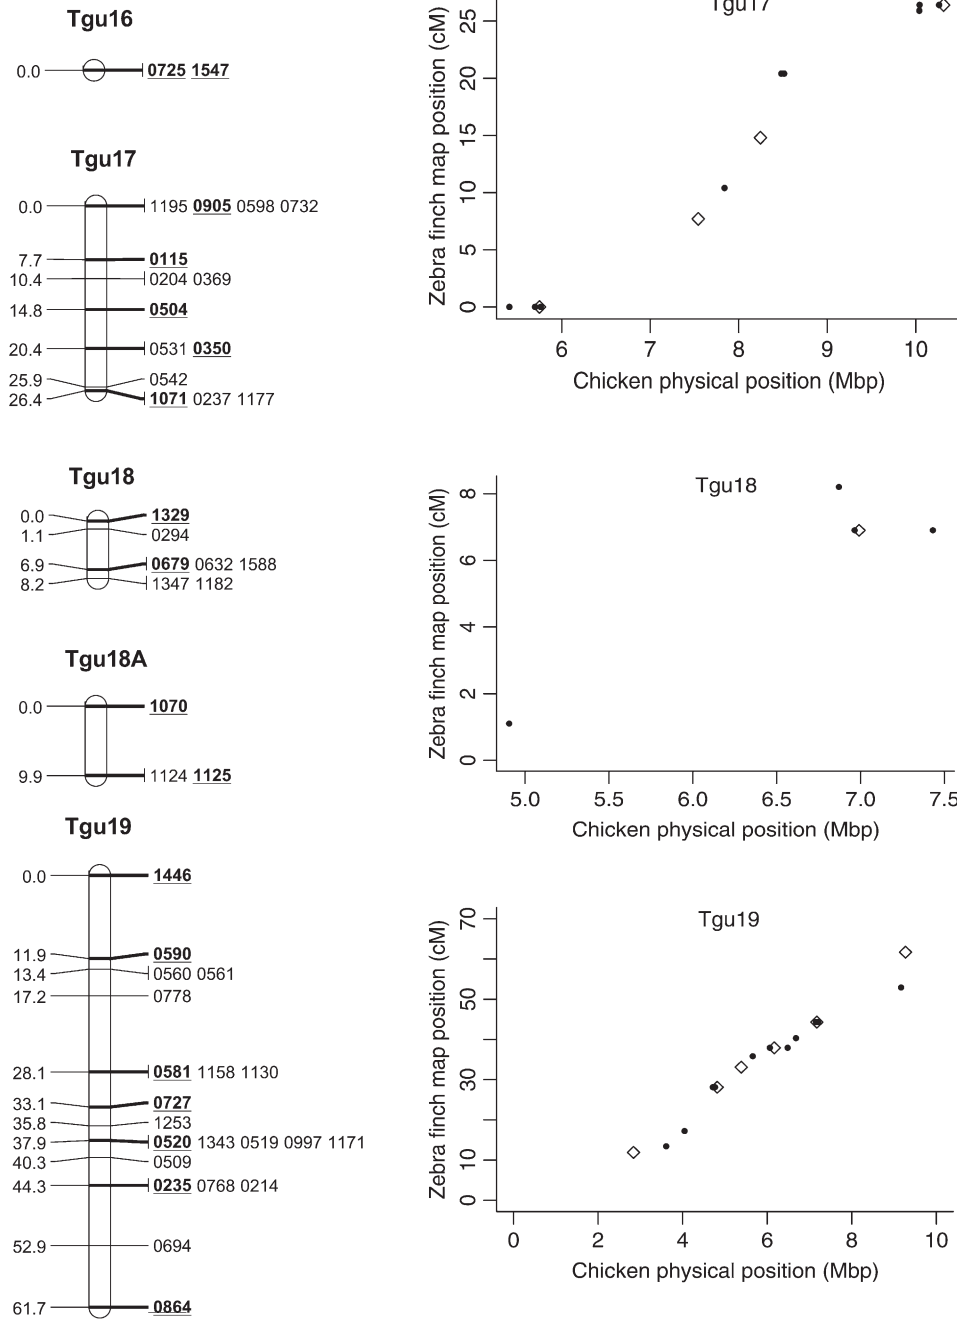 Tgu16
0.0 0725 1547
Tgu17
0.0 1195 0905 0598 0732
7.7 0115
10.4 0204 0369
14.8 0504
20.4 0531 0350
25.9 0542
26.4 1071 0237 1177
Tgu18
0.0 1329
1.1 0294
6.9 0679 0632 1588
8.2 1347 1182
Tgu18A
0.0 1070
9.9 1124 1125
Tgu19
0.0 1446
11.9 0590
13.4 0560 0561
17.2 0778
28.1 0581 1158 1130
33.1 0727
35.8 1253
37.9 0520 1343 0519 0997 1171
40.3 0509
44.3 0235 0768 0214
52.9 0694
61.7 0864
Tgu17
Zebra finch map position (cM)
25
20
15
10
5
0
6 7 8 9 10
Chicken physical position (Mbp)
Tgu18
Zebra finch map position (cM)
8
6
4
2
0
5.0 5.5 6.0 6.5 7.0 7.5
Chicken physical position (Mbp)
Tgu19
Zebra finch map position (cM)
70
50
30
10
0
0 2 4 6 8 10
Chicken physical position (Mbp)